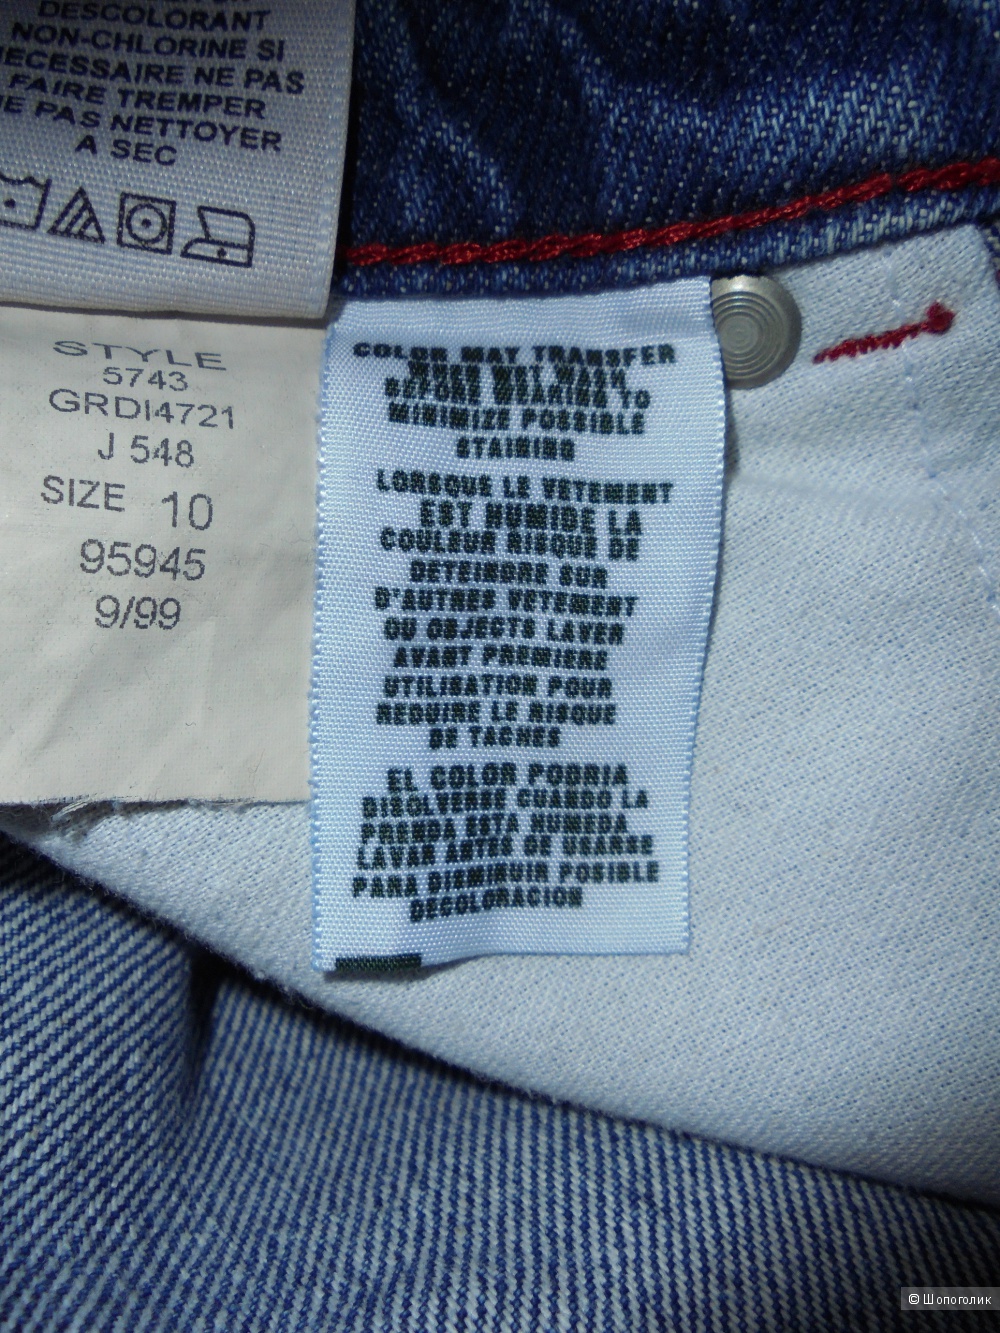 DESCOLORANT
NON-CHLORINE SI
NECESSAIRE NE PAS
FAIRE TREMPER
NE PAS NETTOYER
A SEC
STYLE
5743
GRDI4721
J 548
SIZE 10
95945
9/99
COLOR MAY TRANSFER
WHEN WET WASH
BEFORE WEARING TO
MINIMIZE POSSIBLE
STAINING
LORSQUE LE VETEMENT
EST HUMIDE LA
COULEUR RISQUE DE
DETEINDRE SUR
D'AUTRES VETEMENT
OU OBJECTS LAVER
AVANT PREMIERE
UTILISATION POUR
REDUIRE LE RISQUE
DE TACHES
EL COLOR PODRIA
DISOLVERSE CUANDO LA
PRENDA ESTA HUMEDA
LAVAR ANTES DE USARSE
PARA DISMINUIR POSIBLE
DECOLORACION
© Шопоголик